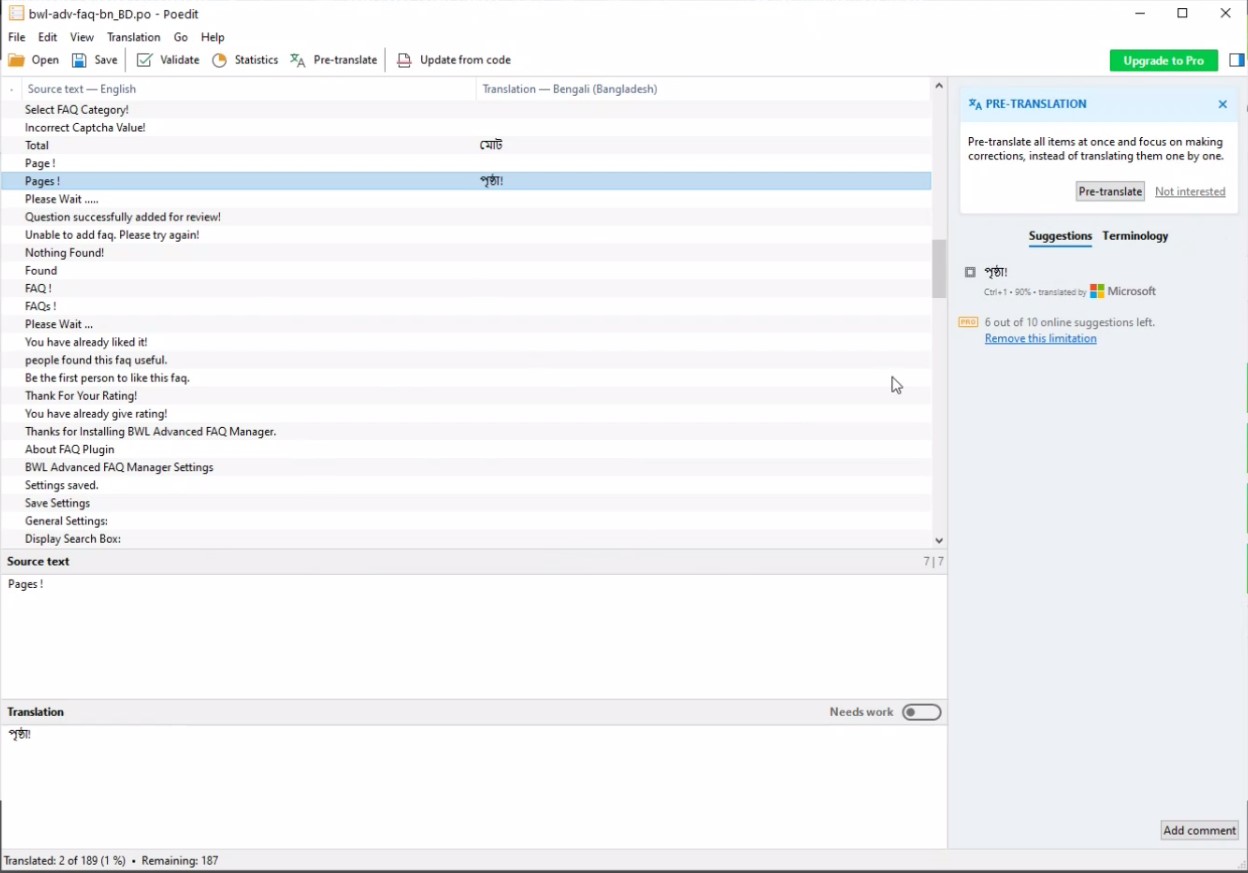 bwl-adv-faq-bn_BD.po - Poedit
File Edit View Translation Go Help
Open Save Validate Statistics Pre-translate Update from code Upgrade to Pro
Source text — English Translation — Bengali (Bangladesh)
Select FAQ Category!
Incorrect Captcha Value!
Total মোট
Page !
Pages ! পৃষ্ঠা!
Please Wait .....
Question successfully added for review!
Unable to add faq. Please try again!
Nothing Found!
Found
FAQ !
FAQs !
Please Wait ...
You have already liked it!
people found this faq useful.
Be the first person to like this faq.
Thank For Your Rating!
You have already give rating!
Thanks for Installing BWL Advanced FAQ Manager.
About FAQ Plugin
BWL Advanced FAQ Manager Settings
Settings saved.
Save Settings
General Settings:
Display Search Box:
Source text 7 | 7
Pages !
Translation Needs work
পৃষ্ঠা!
PRE-TRANSLATION
Pre-translate all items at once and focus on making
corrections, instead of translating them one by one.
Pre-translate Not interested
Suggestions Terminology
পৃষ্ঠা!
Ctrl+1 • 90% • translated by Microsoft
PRO 6 out of 10 online suggestions left.
Remove this limitation
Add comment
Translated: 2 of 189 (1 %) • Remaining: 187